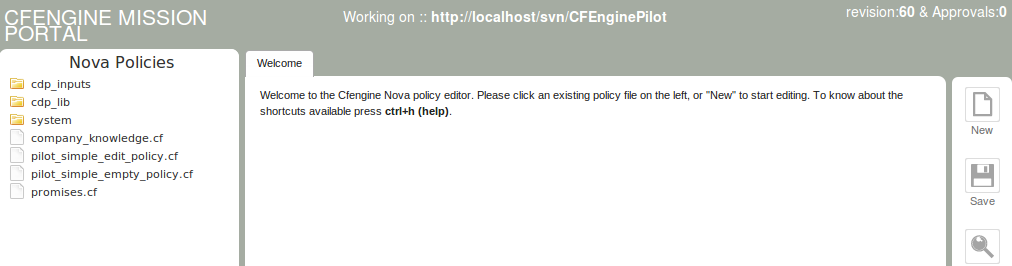 CFENGINE MISSION
PORTAL
Working on :: http://localhost/svn/CFEnginePilot
revision:60 & Approvals:0
Nova Policies
cdp_inputs
cdp_lib
system
company_knowledge.cf
pilot_simple_edit_policy.cf
pilot_simple_empty_policy.cf
promises.cf
Welcome
Welcome to the Cfengine Nova policy editor. Please click an existing policy file on the left, or "New" to start editing. To know about the
shortcuts available press ctrl+h (help).
New
Save